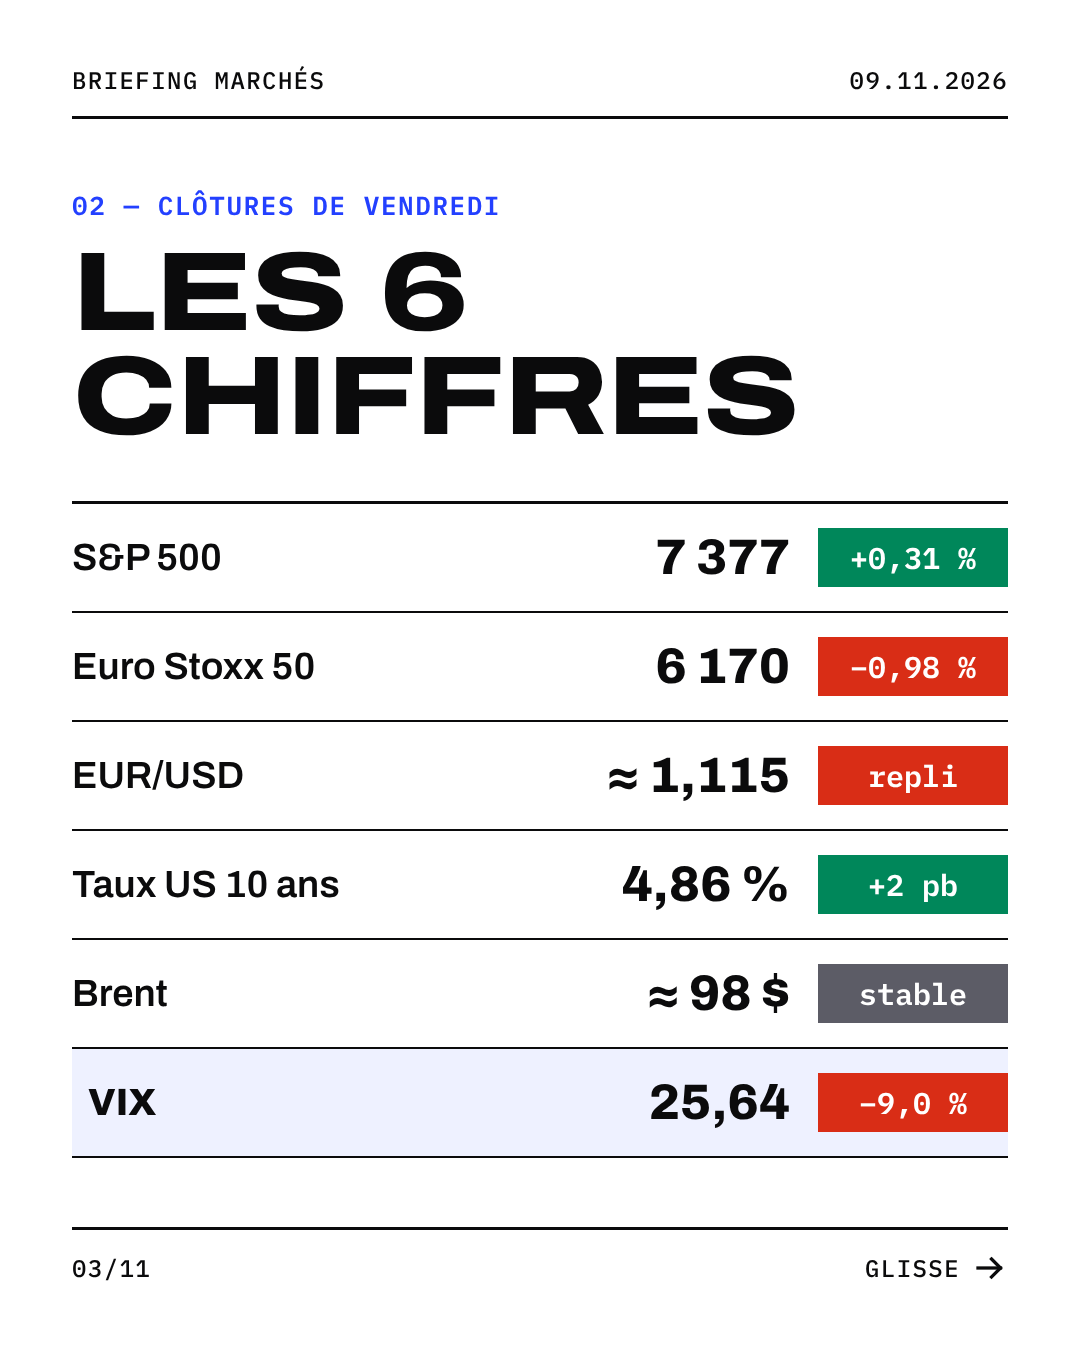 BRIEFING MARCHÉS 09.11.2026
02 — CLÔTURES DE VENDREDI
LES 6
CHIFFRES
S&P 500 7 377 +0,31 %
Euro Stoxx 50 6 170 −0,98 %
EUR/USD ≈ 1,115 repli
Taux US 10 ans 4,86 % +2 pb
Brent ≈ 98 $ stable
VIX 25,64 −9,0 %
03/11 GLISSE →